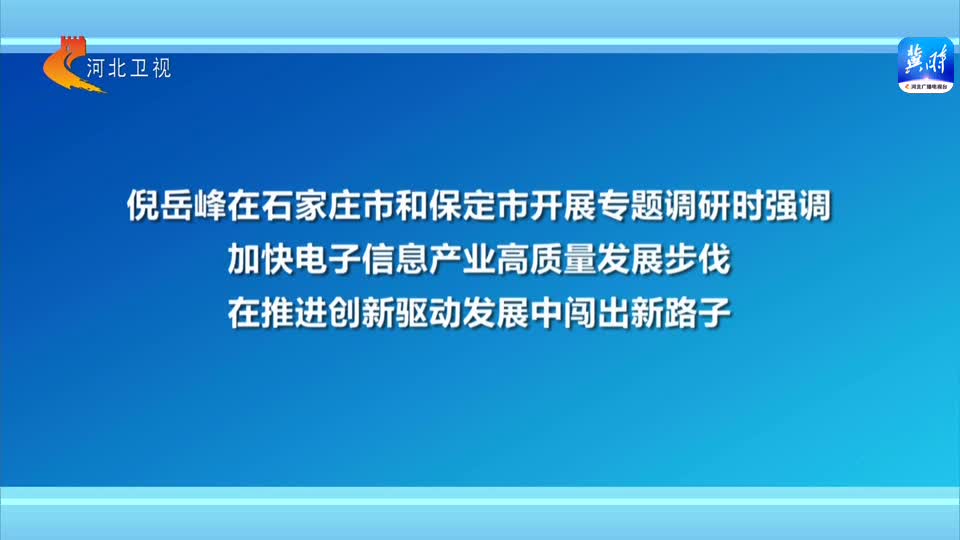 河北卫视
冀时
河北广播电视台
倪岳峰在石家庄市和保定市开展专题调研时强调
加快电子信息产业高质量发展步伐
在推进创新驱动发展中闯出新路子